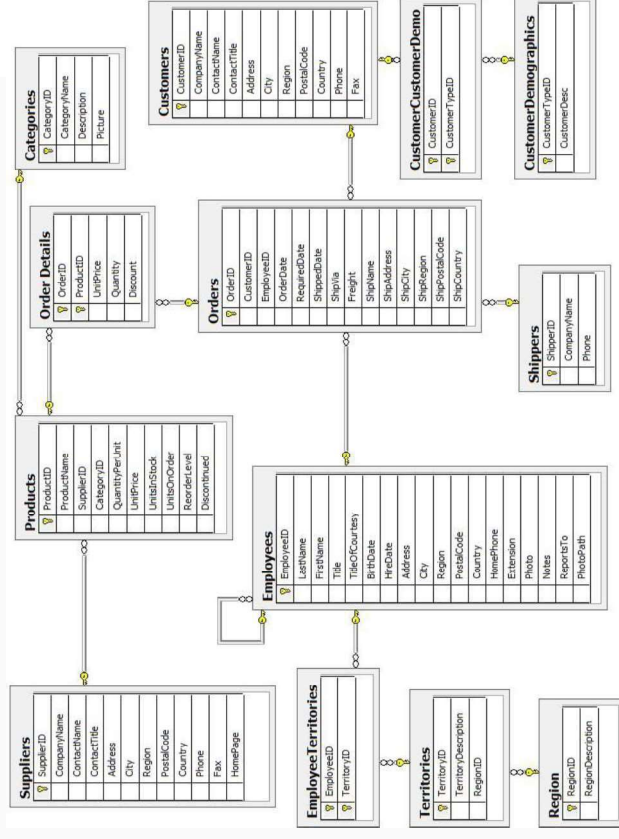 Categories
CategoryID
CategoryName
Description
Picture
Customers
CustomerID
CompanyName
ContactName
ContactTitle
Address
City
Region
PostalCode
Country
Phone
Fax
CustomerCustomerDemo
CustomerID
CustomerTypeID
CustomerDemographics
CustomerTypeID
CustomerDesc
Order Details
OrderID
ProductID
UnitPrice
Quantity
Discount
Orders
OrderID
CustomerID
EmployeeID
OrderDate
RequiredDate
ShippedDate
ShipVia
Freight
ShipName
ShipAddress
ShipCity
ShipRegion
ShipPostalCode
ShipCountry
Shippers
ShipperID
CompanyName
Phone
Products
ProductID
ProductName
SupplierID
CategoryID
QuantityPerUnit
UnitPrice
UnitsInStock
UnitsOnOrder
ReorderLevel
Discontinued
Employees
EmployeeID
LastName
FirstName
Title
TitleOfCourtesy
BirthDate
HireDate
Address
City
Region
PostalCode
Country
HomePhone
Extension
Photo
Notes
ReportsTo
PhotoPath
Suppliers
SupplierID
CompanyName
ContactName
ContactTitle
Address
City
Region
PostalCode
Country
Phone
Fax
HomePage
EmployeeTerritories
EmployeeID
TerritoryID
Territories
TerritoryID
TerritoryDescription
RegionID
Region
RegionID
RegionDescription